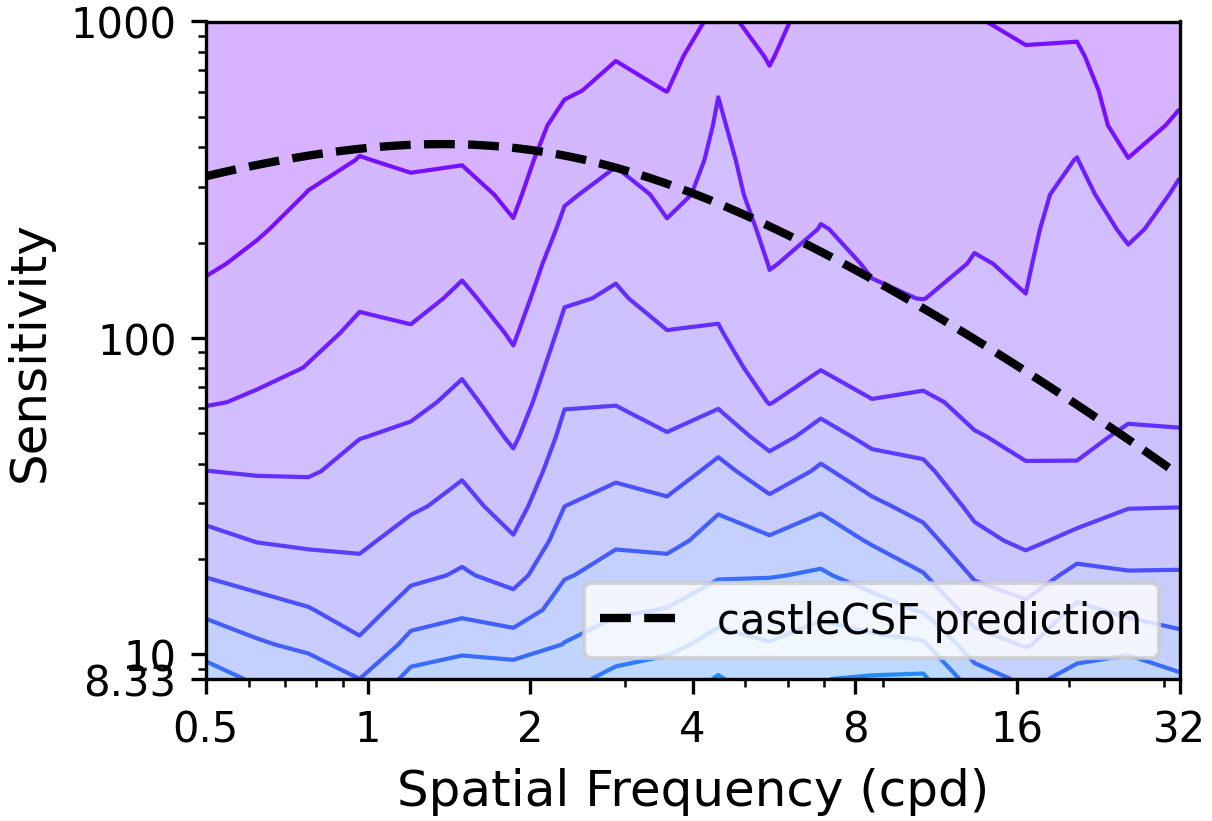 1000
100
10
8.33
Sensitivity
castleCSF prediction
0.5 1 2 4 8 16 32
Spatial Frequency (cpd)